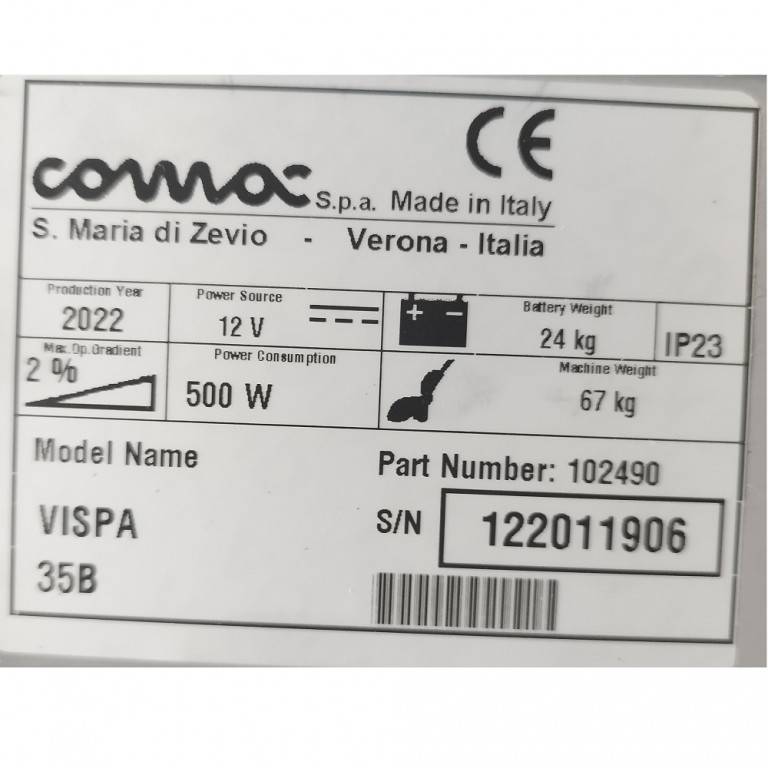 CE
comac S.p.a. Made in Italy
S. Maria di Zevio - Verona - Italia
Production Year
2022
Power Source
12 V
+ -
Battery Weight
24 kg
IP23
Max.Op.Gradient
2 %
Power Consumption
500 W
Machine Weight
67 kg
Model Name
VISPA
35B
Part Number: 102490
S/N 122011906